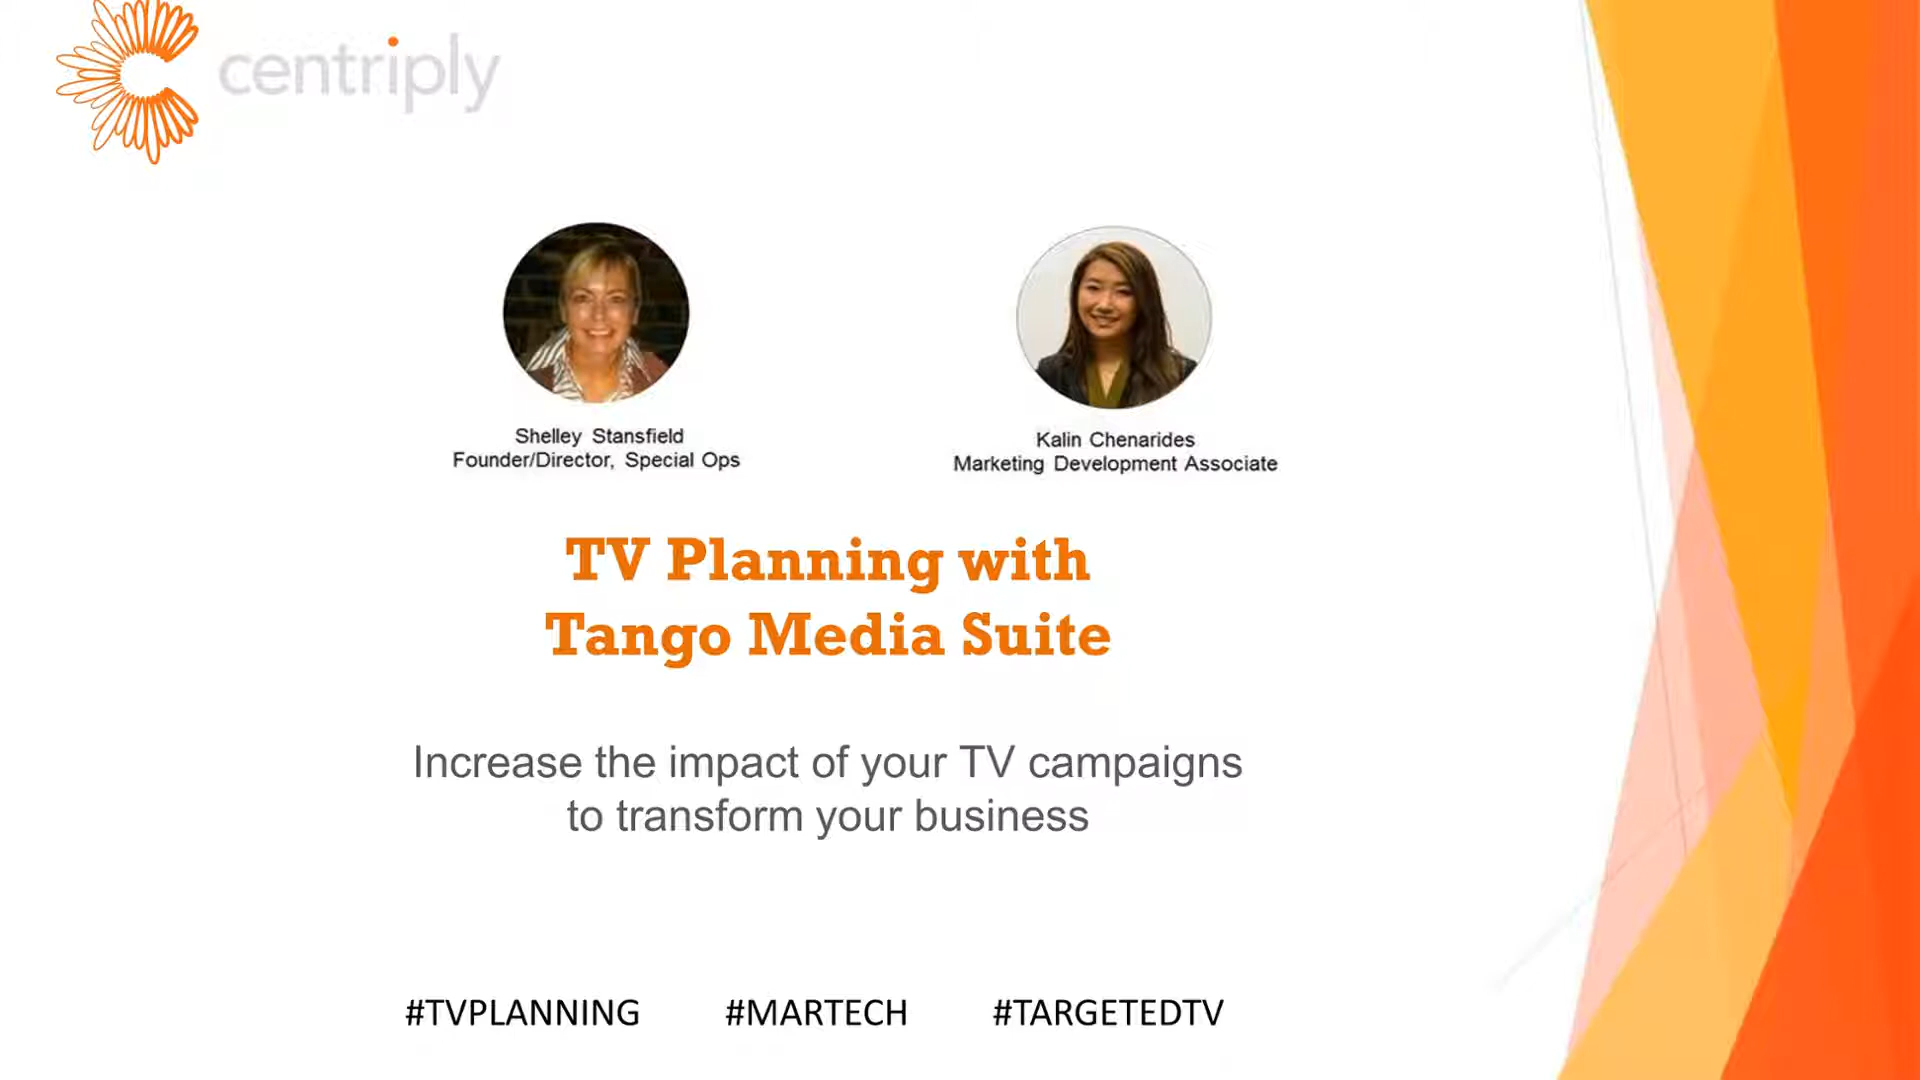 centriply
Shelley Stansfield
Founder/Director, Special Ops
Kalin Chenarides
Marketing Development Associate
TV Planning with
Tango Media Suite
Increase the impact of your TV campaigns
to transform your business
#TVPLANNING #MARTECH #TARGETEDTV